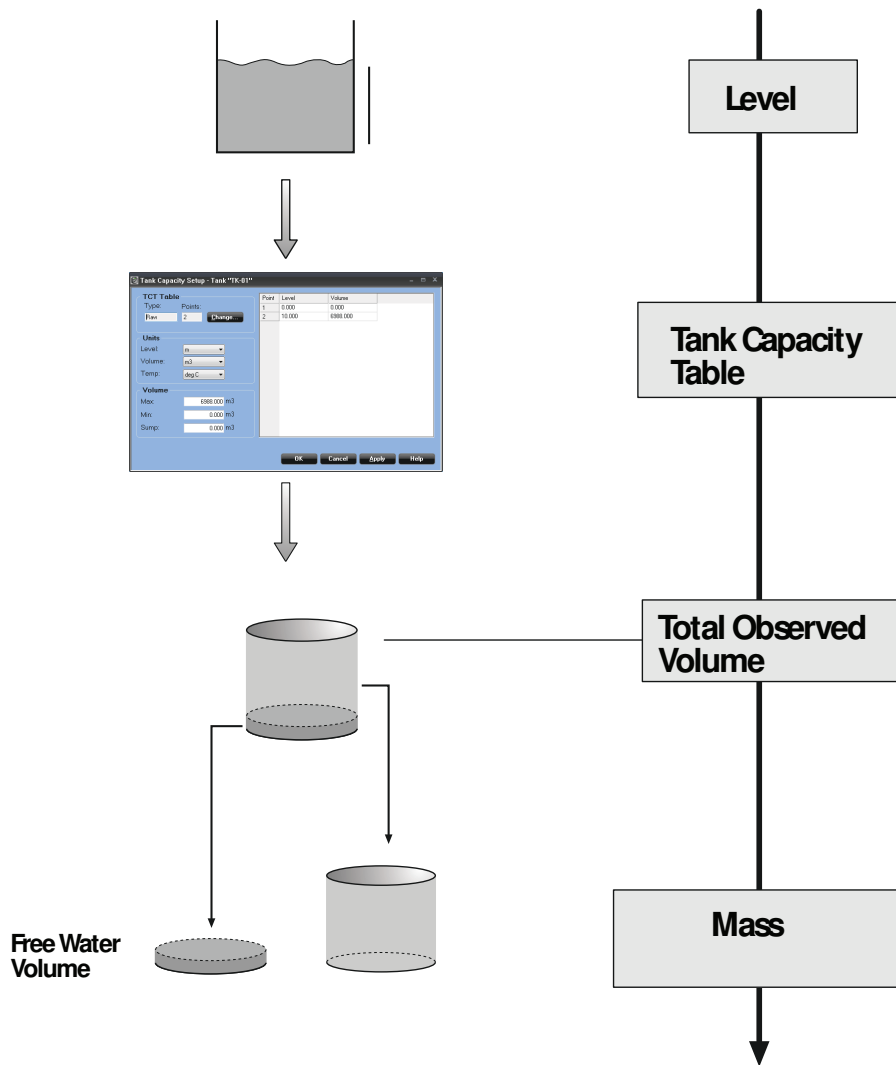 Level
Tank Capacity Setup - Tank "TK-01"
TCT Table
Type: Points:
Raw 2 Change...
Units
Level: m
Volume: m3
Temp: deg C
Volume
Max: 6988.000 m3
Min: 0.000 m3
Sump: 0.000 m3
Point Level Volume
1 0.000 0.000
2 10.000 6988.000
OK Cancel Apply Help
Tank Capacity
Table
Total Observed
Volume
Mass
Free Water
Volume